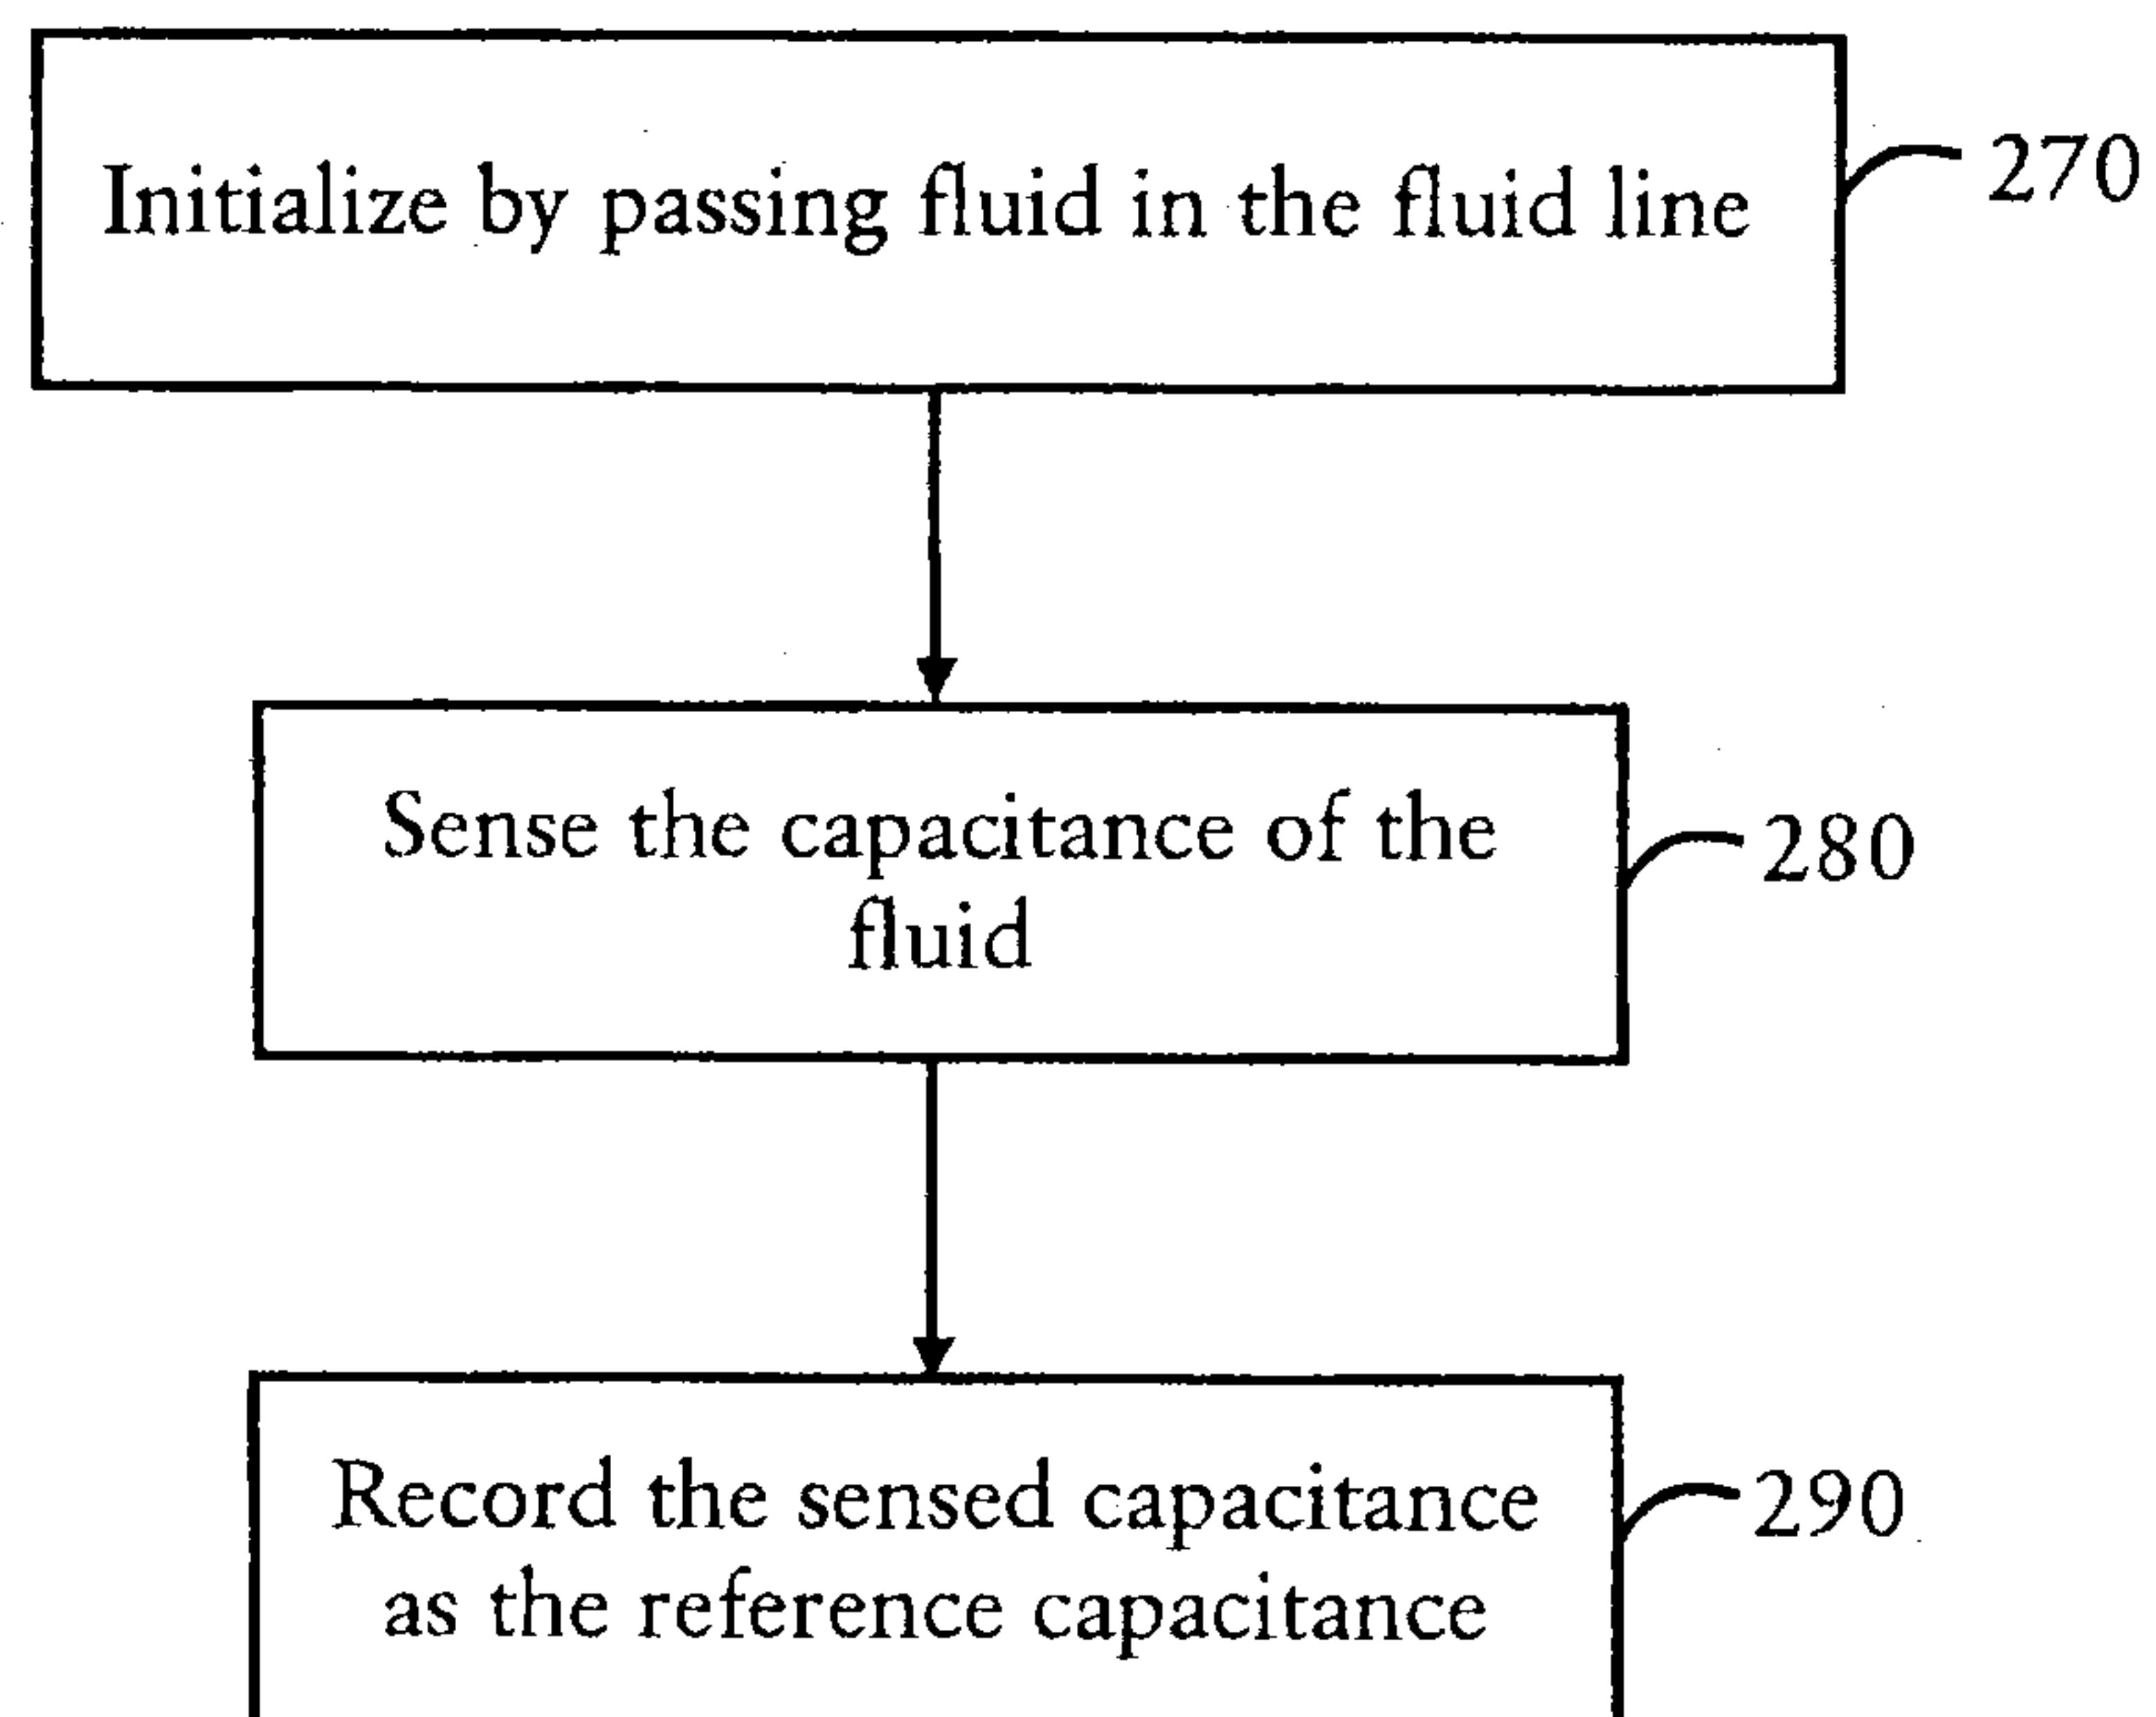 Initialize by passing fluid in the fluid line
270
Sense the capacitance of the
fluid
280
Record the sensed capacitance
as the reference capacitance
290